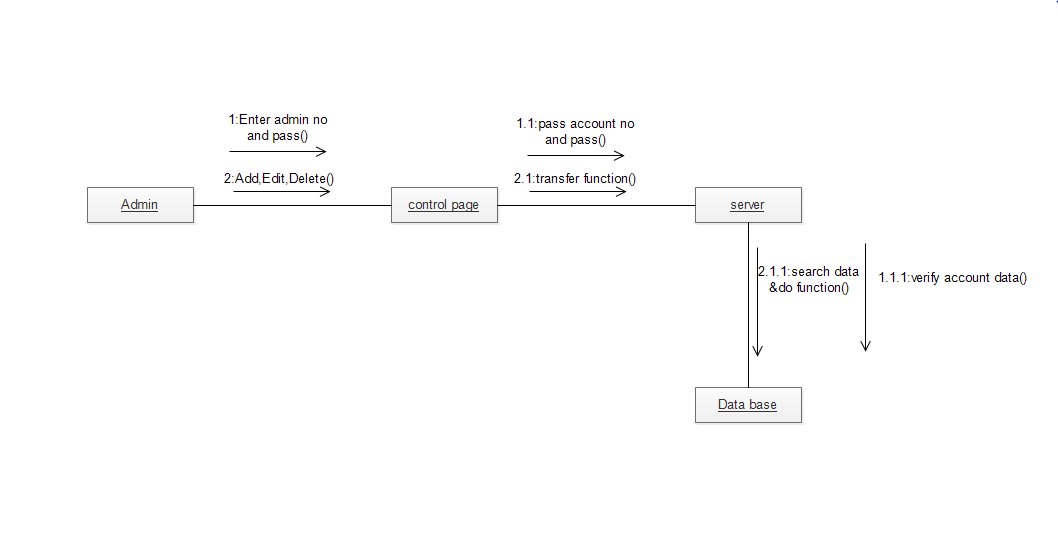 1:Enter admin no
and pass()
1.1:pass account no
and pass()
2:Add,Edit,Delete()
2.1:transfer function()
Admin
control page
server
2.1.1:search data
&do function()
1.1.1:verify account data()
Data base